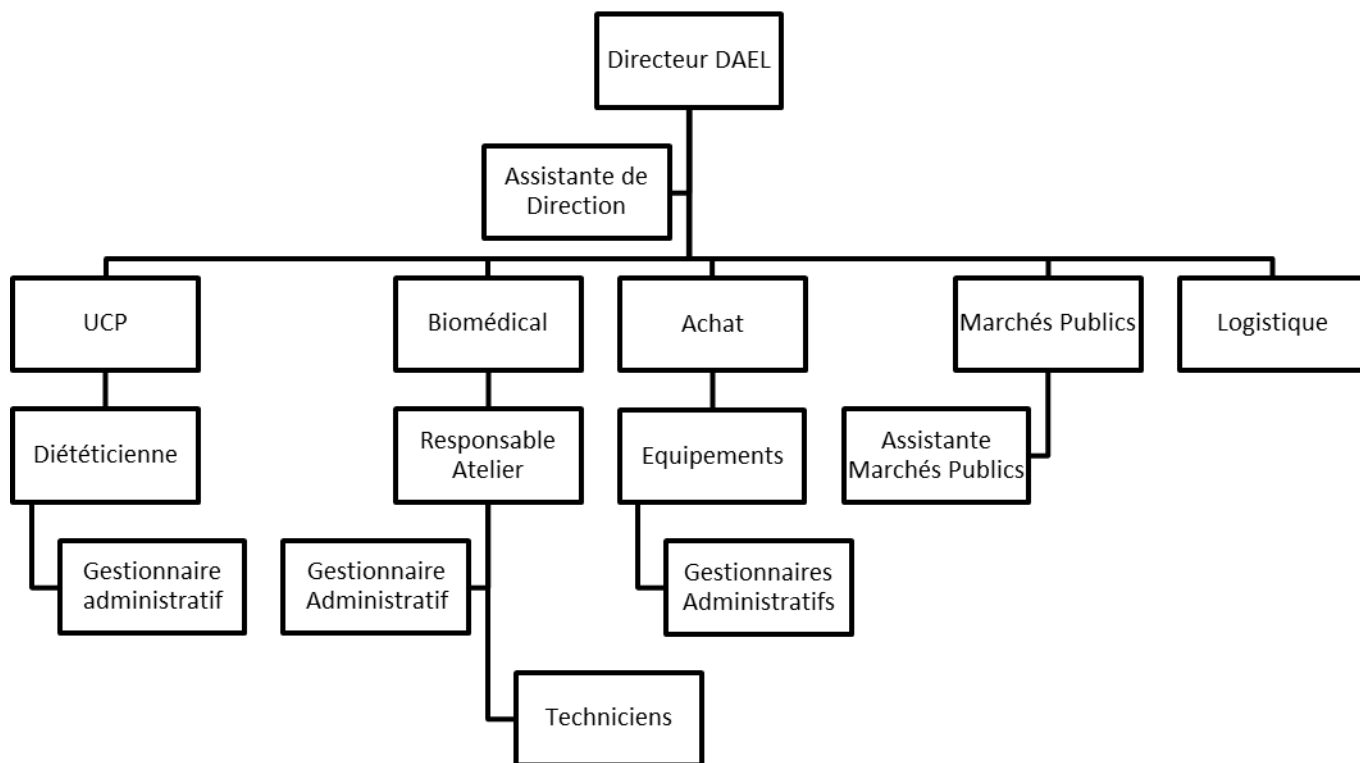 Directeur DAEL
Assistante de
Direction
UCP
Biomédical
Achat
Marchés Publics
Logistique
Diététicienne
Responsable
Atelier
Equipements
Assistante
Marchés Publics
Gestionnaire
administratif
Gestionnaire
Administratif
Gestionnaires
Administratifs
Techniciens